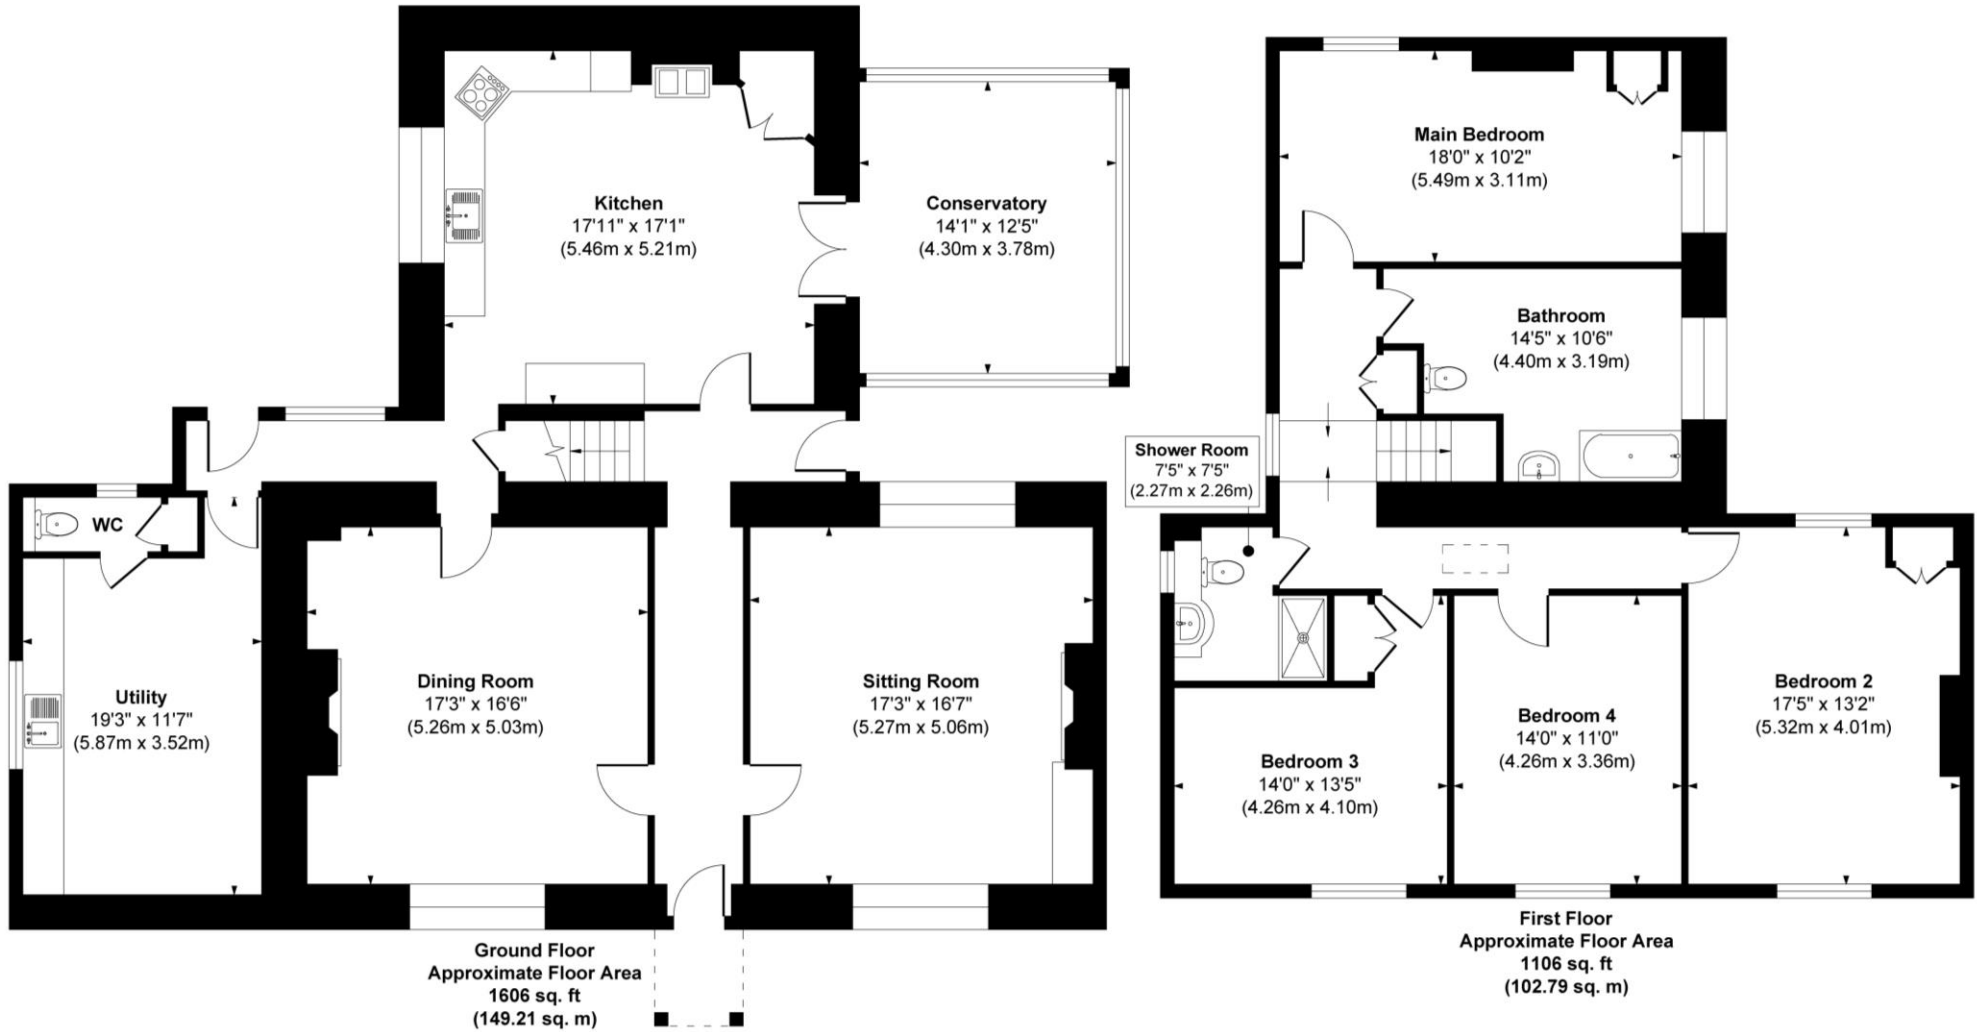 Kitchen
17'11" x 17'1"
(5.46m x 5.21m)
Conservatory
14'1" x 12'5"
(4.30m x 3.78m)
WC
Utility
19'3" x 11'7"
(5.87m x 3.52m)
Dining Room
17'3" x 16'6"
(5.26m x 5.03m)
Sitting Room
17'3" x 16'7"
(5.27m x 5.06m)
Ground Floor
Approximate Floor Area
1606 sq. ft
(149.21 sq. m)
Main Bedroom
18'0" x 10'2"
(5.49m x 3.11m)
Bathroom
14'5" x 10'6"
(4.40m x 3.19m)
Shower Room
7'5" x 7'5"
(2.27m x 2.26m)
Bedroom 3
14'0" x 13'5"
(4.26m x 4.10m)
Bedroom 4
14'0" x 11'0"
(4.26m x 3.36m)
Bedroom 2
17'5" x 13'2"
(5.32m x 4.01m)
First Floor
Approximate Floor Area
1106 sq. ft
(102.79 sq. m)